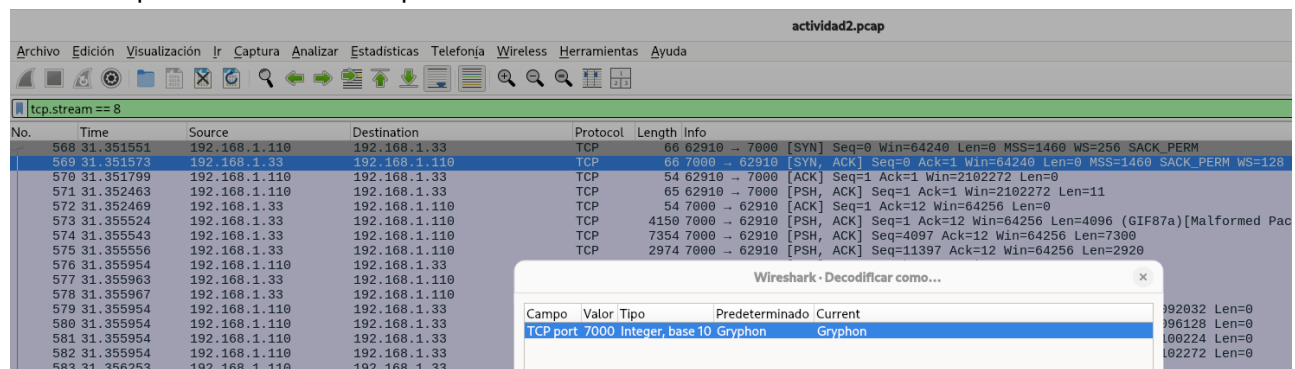 actividad2.pcap
Archivo Edición Visualización Ir Captura Analizar Estadísticas Telefonía Wireless Herramientas Ayuda
tcp.stream == 8
No. Time Source Destination Protocol Length Info
568 31.351551 192.168.1.110 192.168.1.33 TCP 66 62910 → 7000 [SYN] Seq=0 Win=64240 Len=0 MSS=1460 WS=256 SACK_PERM
569 31.351573 192.168.1.33 192.168.1.110 TCP 66 7000 → 62910 [SYN, ACK] Seq=0 Ack=1 Win=64240 Len=0 MSS=1460 SACK_PERM WS=128
570 31.351799 192.168.1.110 192.168.1.33 TCP 54 62910 → 7000 [ACK] Seq=1 Ack=1 Win=2102272 Len=0
571 31.352463 192.168.1.110 192.168.1.33 TCP 65 62910 → 7000 [PSH, ACK] Seq=1 Ack=1 Win=2102272 Len=11
572 31.352469 192.168.1.33 192.168.1.110 TCP 54 7000 → 62910 [ACK] Seq=1 Ack=12 Win=64256 Len=0
573 31.355524 192.168.1.33 192.168.1.110 TCP 4150 7000 → 62910 [PSH, ACK] Seq=1 Ack=12 Win=64256 Len=4096 (GIF87a)[Malformed Pac
574 31.355543 192.168.1.33 192.168.1.110 TCP 7354 7000 → 62910 [PSH, ACK] Seq=4097 Ack=12 Win=64256 Len=7300
575 31.355556 192.168.1.33 192.168.1.110 TCP 2974 7000 → 62910 [PSH, ACK] Seq=11397 Ack=12 Win=64256 Len=2920
576 31.355954 192.168.1.110 192.168.1.33
577 31.355963 192.168.1.33 192.168.1.110
578 31.355967 192.168.1.33 192.168.1.110
579 31.355954 192.168.1.110 192.168.1.33 092032 Len=0
580 31.355954 192.168.1.110 192.168.1.33 096128 Len=0
581 31.355954 192.168.1.110 192.168.1.33 100224 Len=0
582 31.355954 192.168.1.110 192.168.1.33 102272 Len=0
583 31.356253 192.168.1.110 192.168.1.33
Wireshark · Decodificar como...
Campo Valor Tipo Predeterminado Current
TCP port 7000 Integer, base 10 Gryphon Gryphon